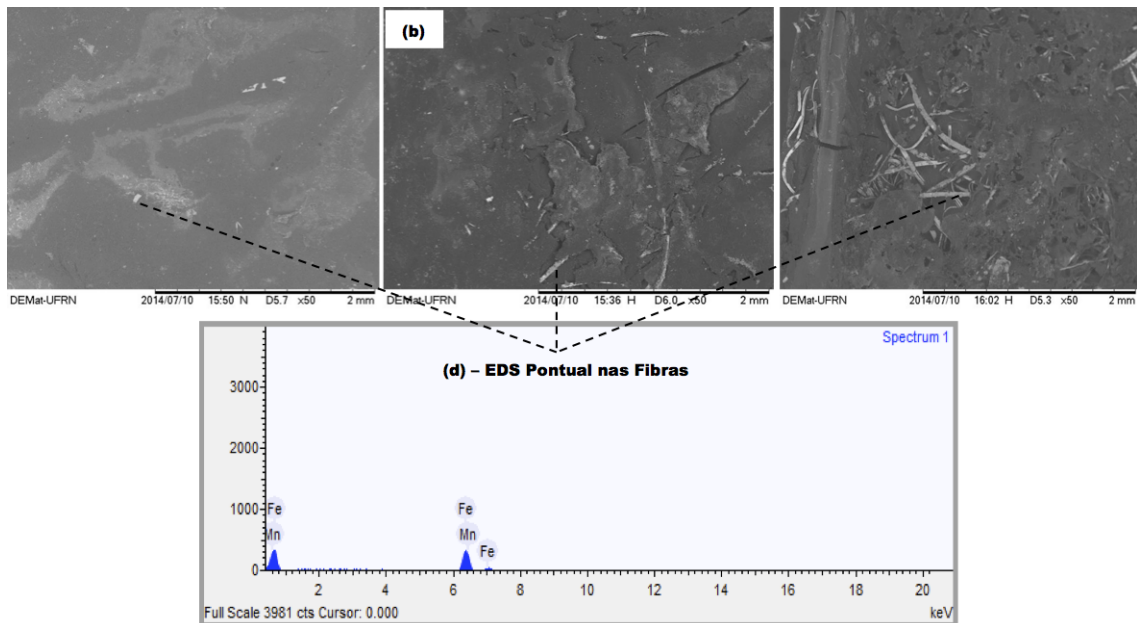 (b)
DEMat-UFRN 2014/07/10 15:50 N D5.7 x50 2 mm
DEMat-UFRN 2014/07/10 15:36 H D6.0 x50 2 mm
DEMat-UFRN 2014/07/10 16:02 H D5.3 x50 2 mm
Spectrum 1
(d) – EDS Pontual nas Fibras
3000
2000
1000
0
Fe
Mn
Fe
Mn
Fe
2 4 6 8 10 12 14 16 18 20
Full Scale 3981 cts Cursor: 0.000 keV